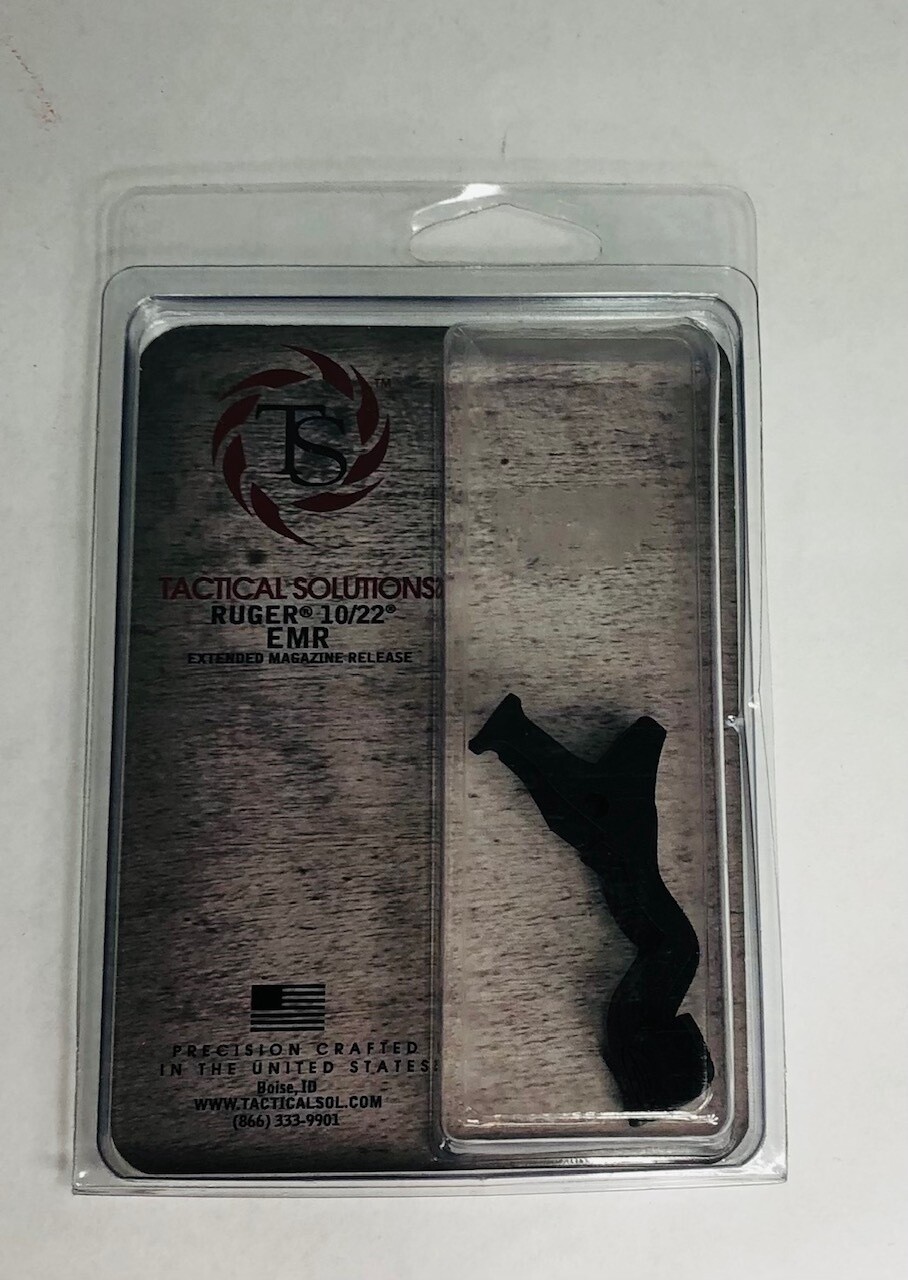 TS™
TACTICAL SOLUTIONS®
RUGER® 10/22®
EMR
EXTENDED MAGAZINE RELEASE
PRECISION CRAFTED
IN THE UNITED STATES
Boise, ID
WWW.TACTICALSOL.COM
(866) 333-9901